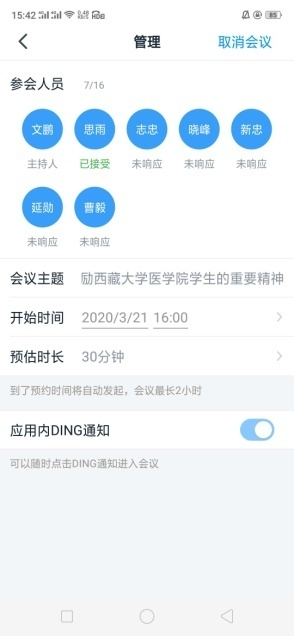 15:42
85
管理
取消会议
参会人员 7/16
文鹏 思雨 志忠 晓峰 新忠
主持人 已接受 未响应 未响应 未响应
延勋 曹毅
未响应 未响应
会议主题 励西藏大学医学院学生的重要精神
开始时间 2020/3/21 16:00
预估时长 30分钟
到了预约时间将自动发起，会议最长2小时
应用内DING通知
可以随时点击DING通知进入会议